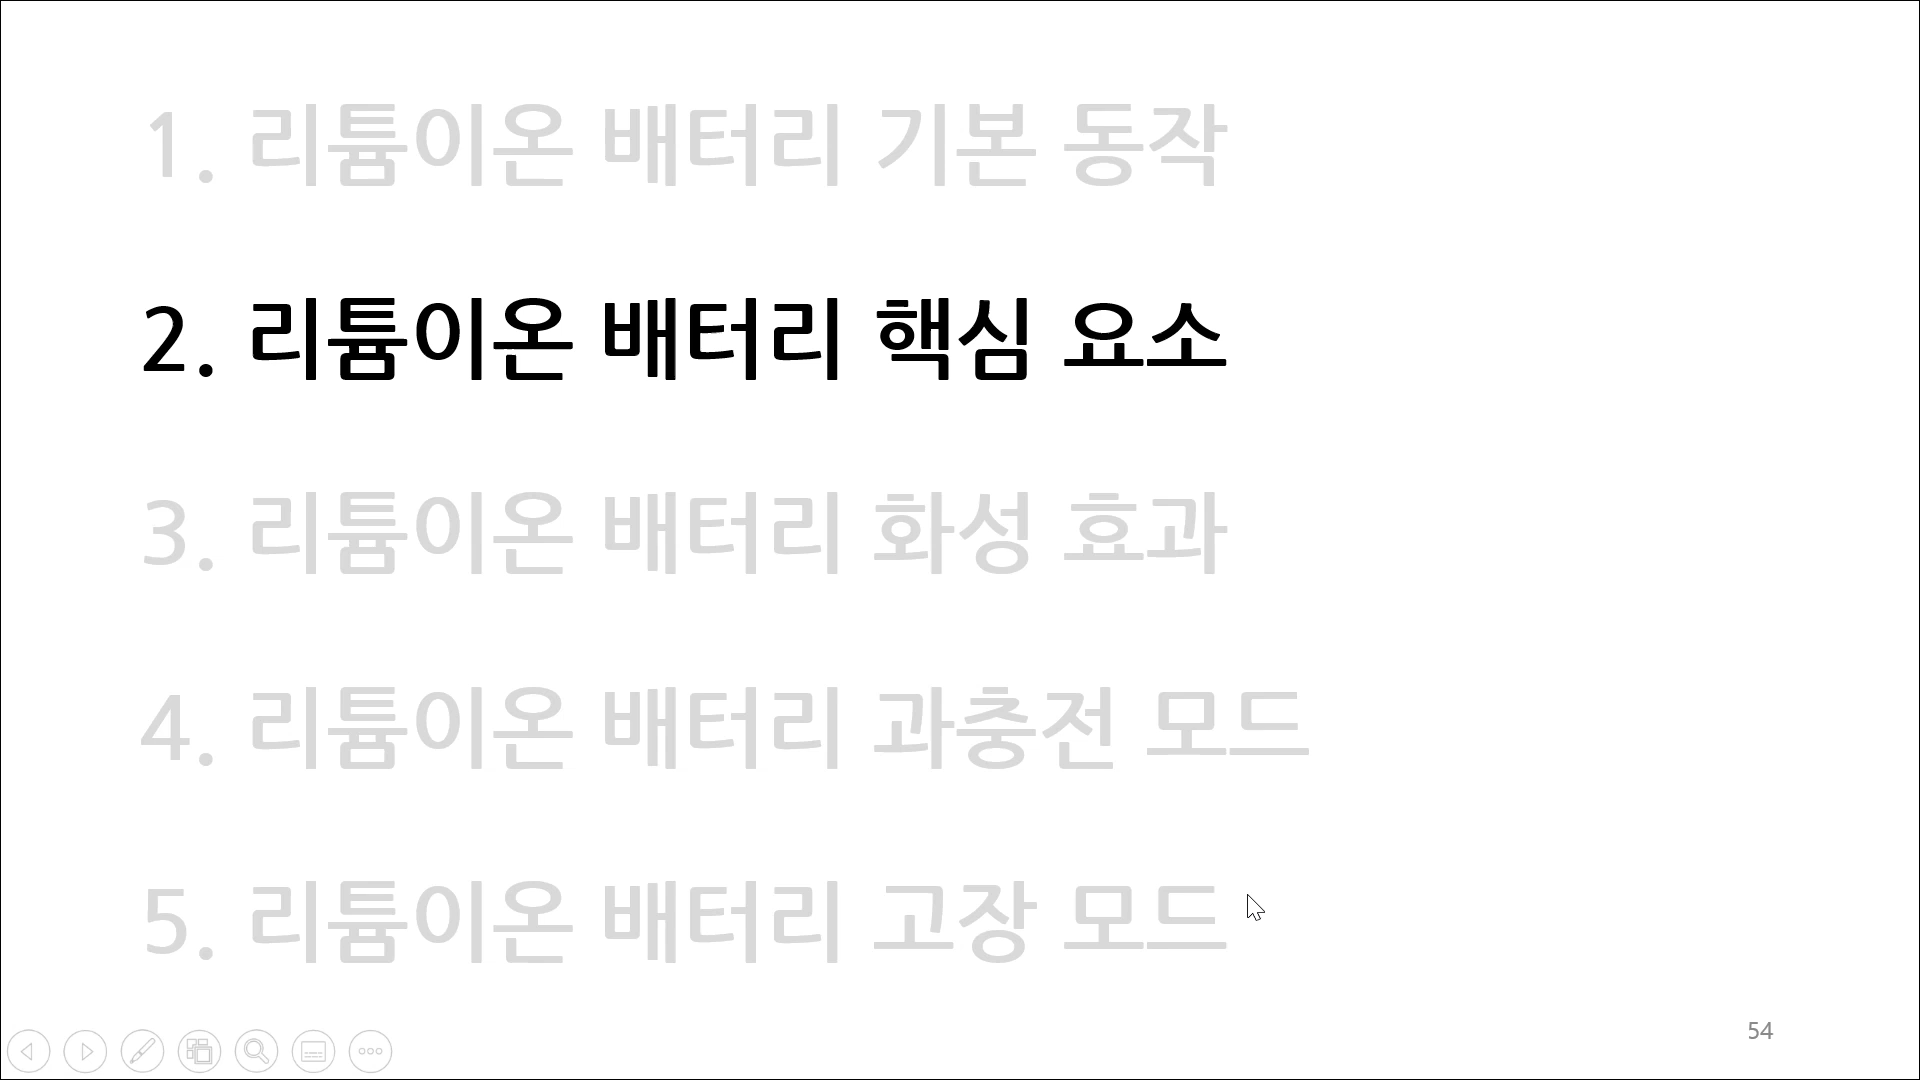 1. 리튬이온 배터리 기본 동작
2. 리튬이온 배터리 핵심 요소
3. 리튬이온 배터리 화성 효과
4. 리튬이온 배터리 과충전 모드
5. 리튬이온 배터리 고장 모드
54